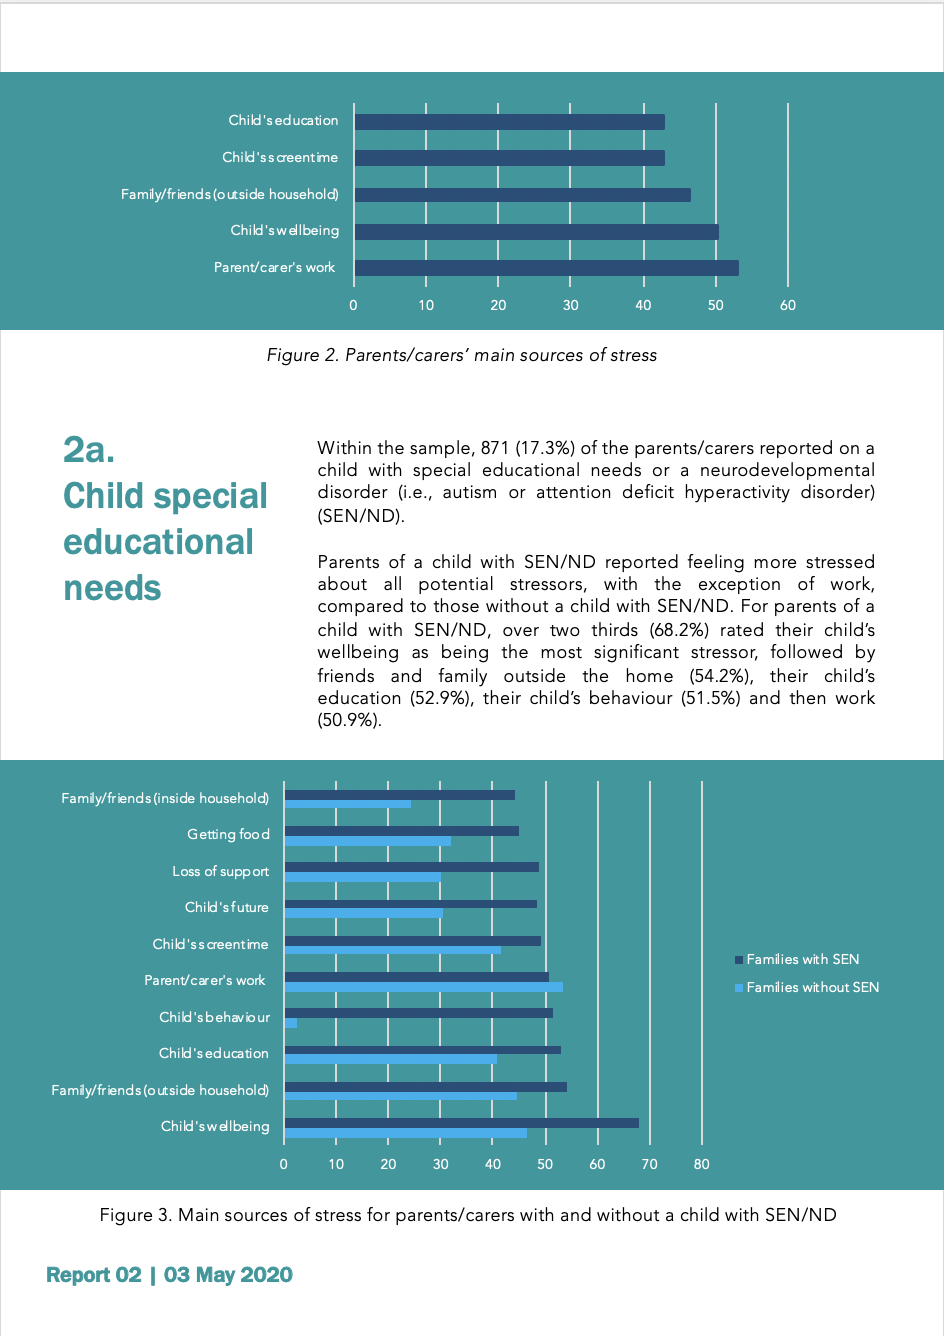 Child's education
Child's screentime
Family/friends (outside household)
Child's wellbeing
Parent/carer's work
0 10 20 30 40 50 60
Figure 2. Parents/carers’ main sources of stress
2a.
Child special
educational
needs
Within the sample, 871 (17.3%) of the parents/carers reported on a
child with special educational needs or a neurodevelopmental
disorder (i.e., autism or attention deficit hyperactivity disorder)
(SEN/ND).
Parents of a child with SEN/ND reported feeling more stressed
about all potential stressors, with the exception of work,
compared to those without a child with SEN/ND. For parents of a
child with SEN/ND, over two thirds (68.2%) rated their child’s
wellbeing as being the most significant stressor, followed by
friends and family outside the home (54.2%), their child’s
education (52.9%), their child’s behaviour (51.5%) and then work
(50.9%).
Family/friends (inside household)
Getting food
Loss of support
Child's future
Child's screentime
Parent/carer's work
Child's behaviour
Child's education
Family/friends (outside household)
Child's wellbeing
0 10 20 30 40 50 60 70 80
Families with SEN
Families without SEN
Figure 3. Main sources of stress for parents/carers with and without a child with SEN/ND
Report 02 | 03 May 2020